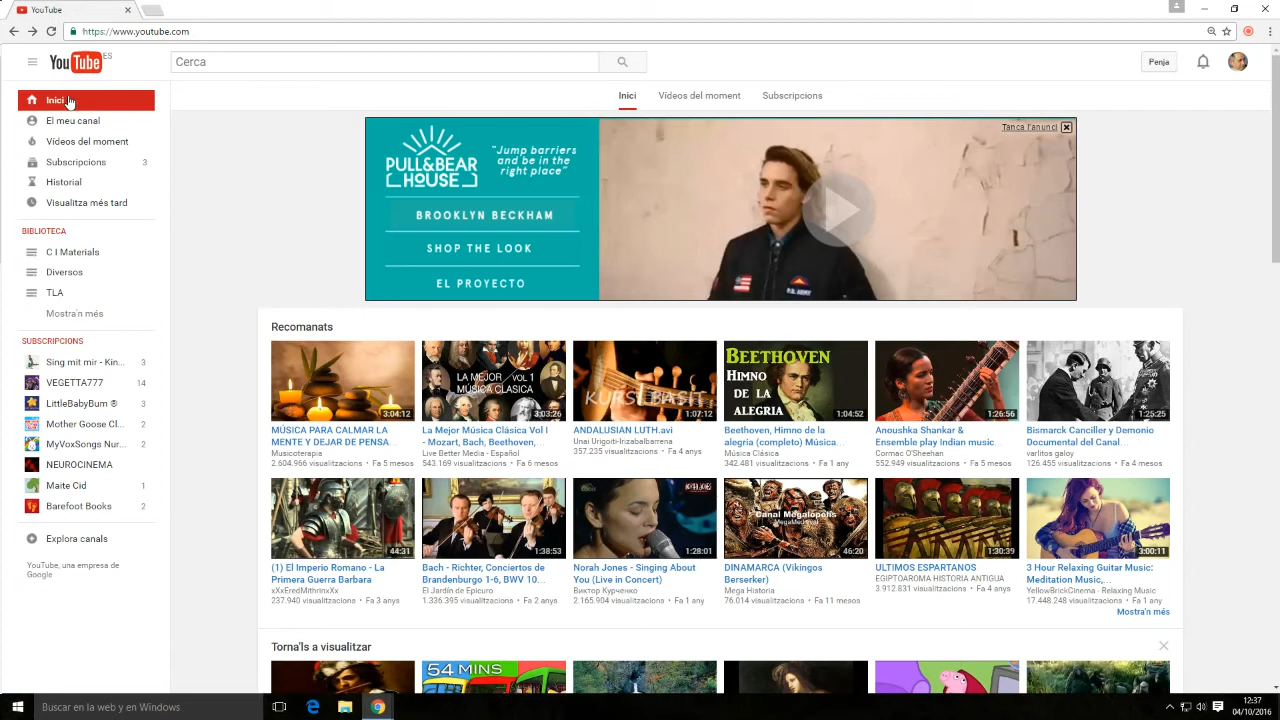 YouTube
https://www.youtube.com
YouTube ES
Cerca
Penja
Inici
El meu canal
Vídeos del moment
Subscripcions 3
Historial
Visualitza més tard
BIBLIOTECA
C I Materials
Diversos
TLA
Mostra'n més
SUBSCRIPCIONS
Sing mit mir - Kin... 3
VEGETTA777 14
LittleBabyBum ® 3
Mother Goose Cl... 2
MyVoxSongs Nur... 2
NEUROCINEMA
Maite Cid 1
Barefoot Books 2
Explora canals
YouTube, una empresa de
Google
Inici Vídeos del moment Subscripcions
PULL&BEAR
HOUSE
"Jump barriers
and be in the
right place"
BROOKLYN BECKHAM
SHOP THE LOOK
EL PROYECTO
Tanca l'anunci
Recomanats
3:04:12
MÚSICA PARA CALMAR LA
MENTE Y DEJAR DE PENSA...
Musicoterapia
2.604.966 visualitzacions • Fa 5 mesos
LA MEJOR VOL 1
MÚSICA CLASICA
3:03:26
La Mejor Música Clásica Vol I
- Mozart, Bach, Beethoven,...
Live Better Media - Español
543.169 visualitzacions • Fa 6 mesos
KURSI BASIT
1:07:12
ANDALUSIAN LUTH.avi
Unai Urigoiti-Irizabalbarrena
357.235 visualitzacions • Fa 4 anys
BEETHOVEN
HIMNO
DE LA
ALEGRIA
1:04:52
Beethoven, Himno de la
alegría (completo) Música...
Música Clásica
342.481 visualitzacions • Fa 1 any
1:26:56
Anoushka Shankar &
Ensemble play Indian music...
Cormac O'Sheehan
552.949 visualitzacions • Fa 5 mesos
1:25:25
Bismarck Canciller y Demonio
Documental del Canal...
varlitos galoy
126.455 visualitzacions • Fa 4 mesos
44:31
(1) El Imperio Romano - La
Primera Guerra Barbara
xXxEredMithrinxXx
237.940 visualitzacions • Fa 3 anys
1:38:53
Bach - Richter, Conciertos de
Brandenburgo 1-6, BWV 10...
El Jardín de Epicuro
1.326.395 visualitzacions • Fa 2 anys
1:28:01
Norah Jones - Singing About
You (Live in Concert)
Виктор Курченко
2.165.904 visualitzacions • Fa 1 any
Canal Megalopolis
MegaMedieval
46:20
DINAMARCA (Vikingos
Berserker)
Mega Historia
76.014 visualitzacions • Fa 11 mesos
1:30:39
ULTIMOS ESPARTANOS
EGIPTOAROMA HISTORIA ANTIGUA
3.912.831 visualitzacions • Fa 4 anys
3:00:11
3 Hour Relaxing Guitar Music:
Meditation Music,...
YellowBrickCinema - Relaxing Music
17.448.248 visualitzacions • Fa 1 any
Mostra'n més
Torna'ls a visualitzar
54 MINS
Buscar en la web y en Windows
12:37
04/10/2016